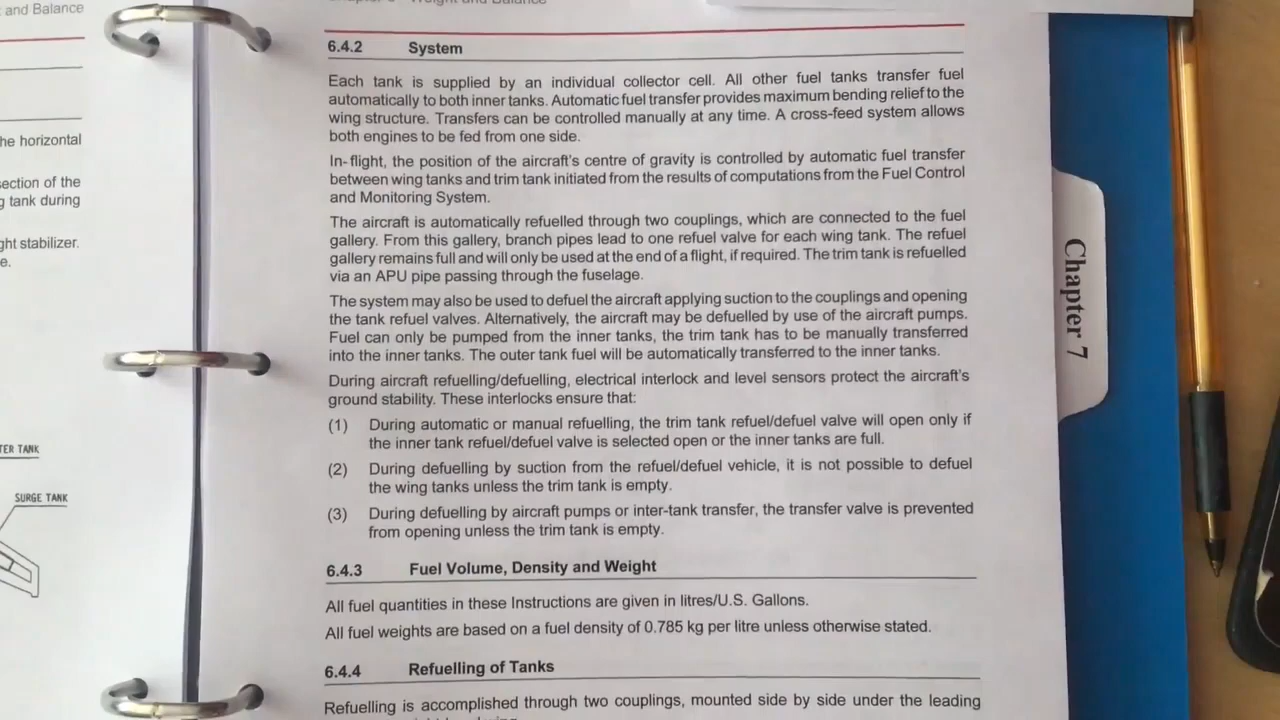 and Balance
he horizontal
ection of the
tank during
ght stabilizer.
e.
TER TANK
SURGE TANK
Weight and Balance
6.4.2 System
Each tank is supplied by an individual collector cell. All other fuel tanks transfer fuel
automatically to both inner tanks. Automatic fuel transfer provides maximum bending relief to the
wing structure. Transfers can be controlled manually at any time. A cross-feed system allows
both engines to be fed from one side.
In-flight, the position of the aircraft's centre of gravity is controlled by automatic fuel transfer
between wing tanks and trim tank initiated from the results of computations from the Fuel Control
and Monitoring System.
The aircraft is automatically refuelled through two couplings, which are connected to the fuel
gallery. From this gallery, branch pipes lead to one refuel valve for each wing tank. The refuel
gallery remains full and will only be used at the end of a flight, if required. The trim tank is refuelled
via an APU pipe passing through the fuselage.
The system may also be used to defuel the aircraft applying suction to the couplings and opening
the tank refuel valves. Alternatively, the aircraft may be defuelled by use of the aircraft pumps.
Fuel can only be pumped from the inner tanks, the trim tank has to be manually transferred
into the inner tanks. The outer tank fuel will be automatically transferred to the inner tanks.
During aircraft refuelling/defuelling, electrical interlock and level sensors protect the aircraft's
ground stability. These interlocks ensure that:
(1) During automatic or manual refuelling, the trim tank refuel/defuel valve will open only if
the inner tank refuel/defuel valve is selected open or the inner tanks are full.
(2) During defuelling by suction from the refuel/defuel vehicle, it is not possible to defuel
the wing tanks unless the trim tank is empty.
(3) During defuelling by aircraft pumps or inter-tank transfer, the transfer valve is prevented
from opening unless the trim tank is empty.
6.4.3 Fuel Volume, Density and Weight
All fuel quantities in these Instructions are given in litres/U.S. Gallons.
All fuel weights are based on a fuel density of 0.785 kg per litre unless otherwise stated.
6.4.4 Refuelling of Tanks
Refuelling is accomplished through two couplings, mounted side by side under the leading
Chapter 7